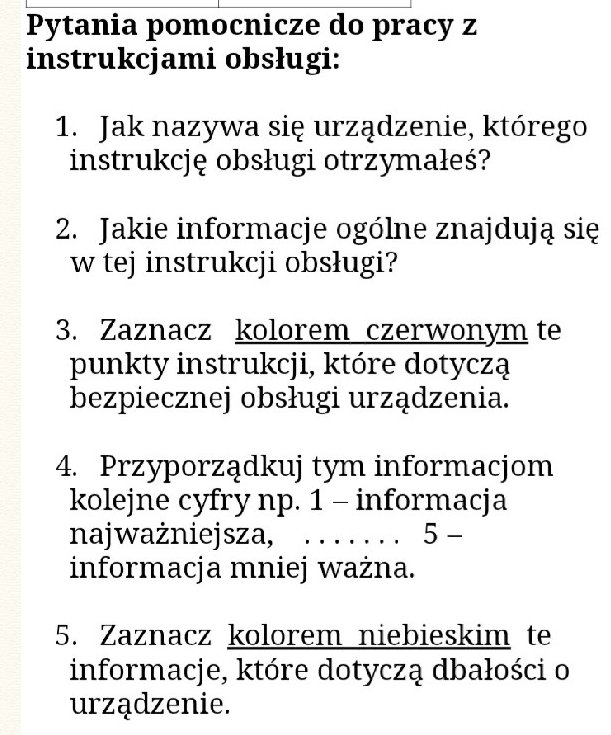 Pytania pomocnicze do pracy z
instrukcjami obsługi:
1. Jak nazywa się urządzenie, którego
instrukcję obsługi otrzymałeś?
2. Jakie informacje ogólne znajdują się
w tej instrukcji obsługi?
3. Zaznacz kolorem czerwonym te
punkty instrukcji, które dotyczą
bezpiecznej obsługi urządzenia.
4. Przyporządkuj tym informacjom
kolejne cyfry np. 1 – informacja
najważniejsza, ....... 5 –
informacja mniej ważna.
5. Zaznacz kolorem niebieskim te
informacje, które dotyczą dbałości o
urządzenie.